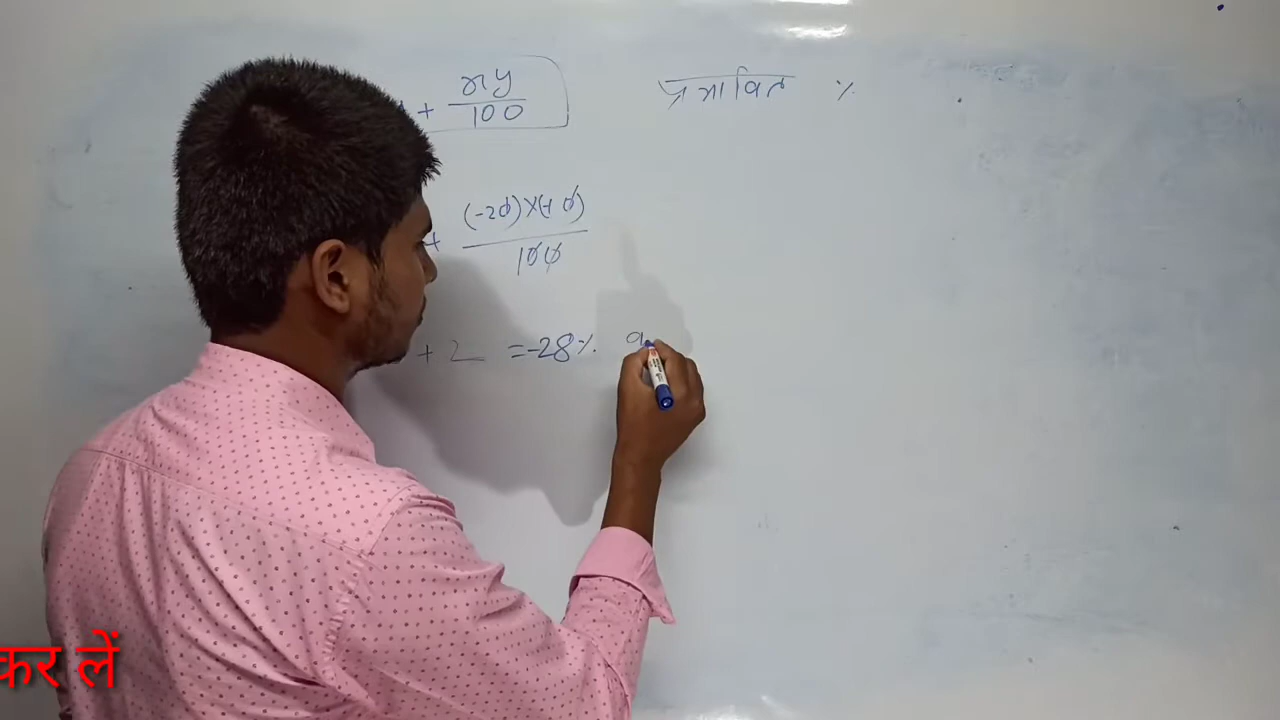 + xy/100
प्रभावित %
+ (-20)×(-10)/100
+ 2 = -28%
कर लें